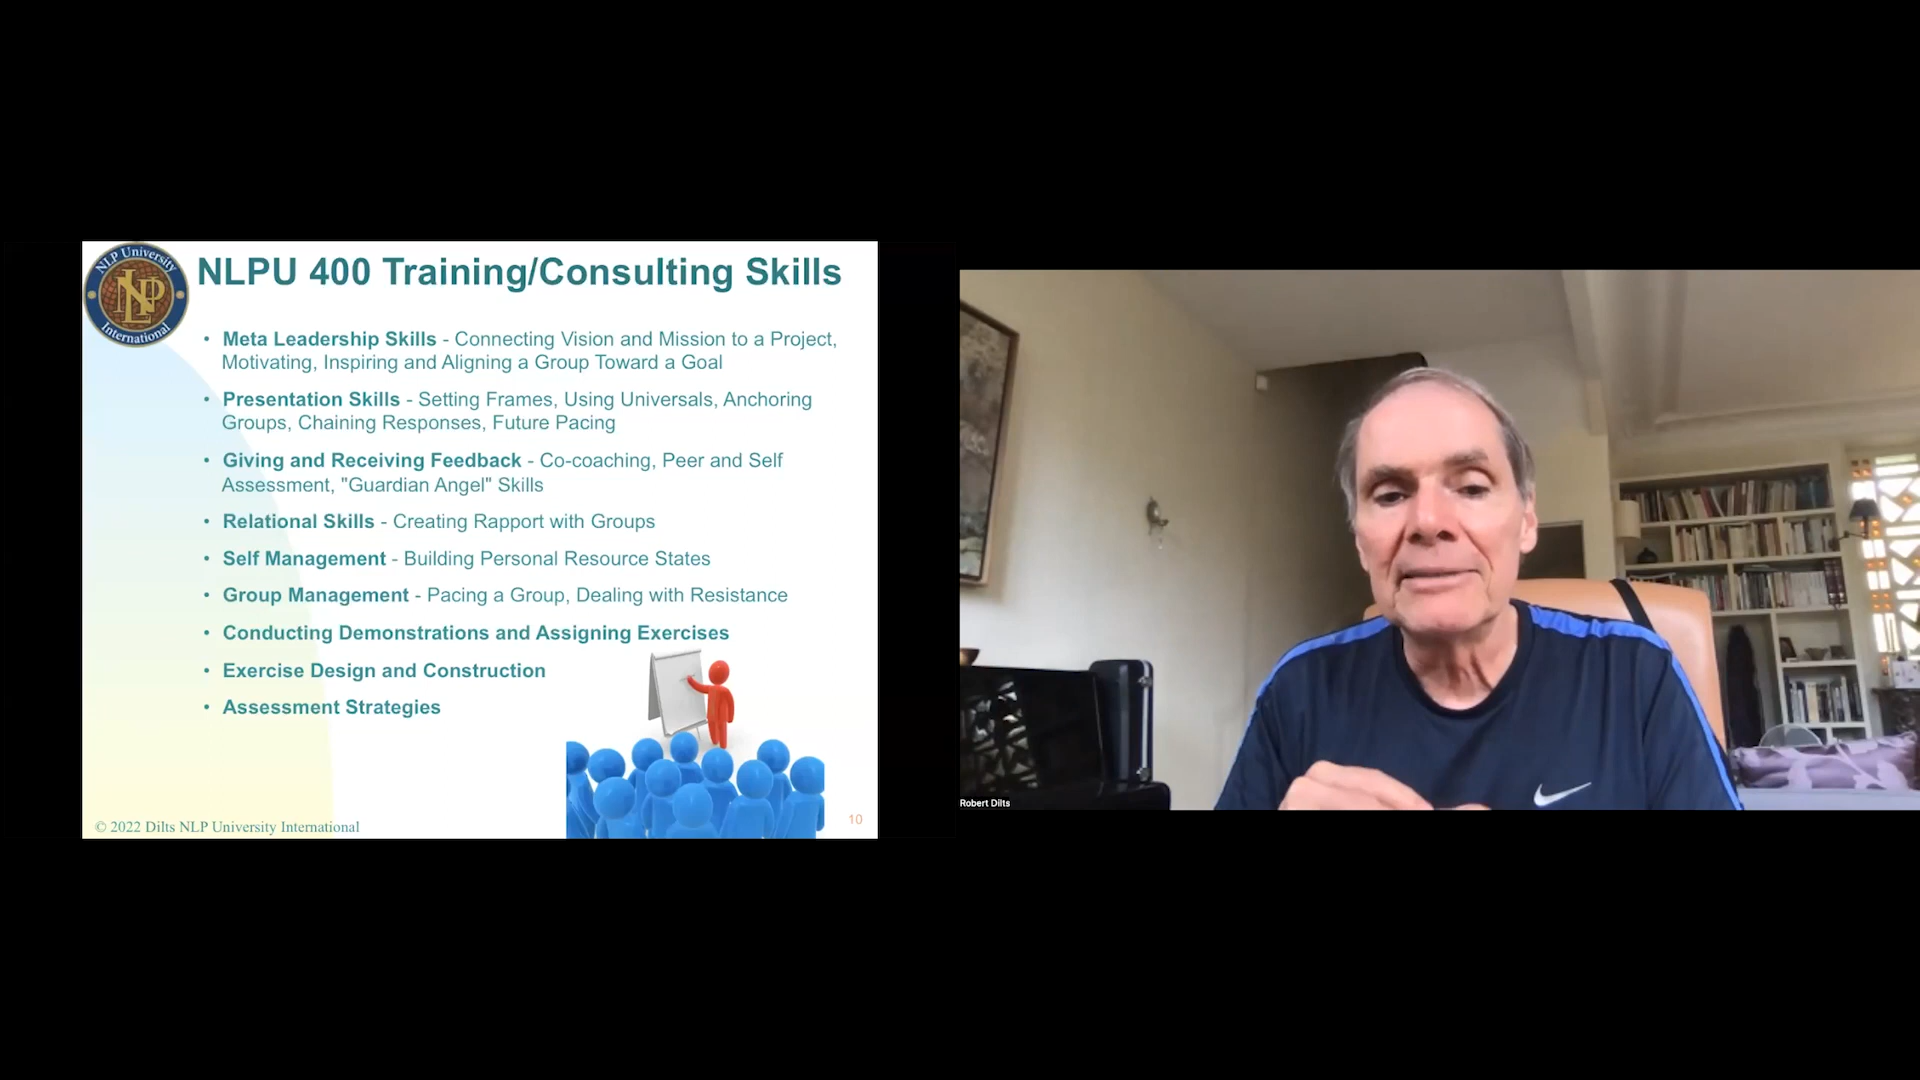 NLP University
NLP
International
NLPU 400 Training/Consulting Skills
• Meta Leadership Skills - Connecting Vision and Mission to a Project,
Motivating, Inspiring and Aligning a Group Toward a Goal
• Presentation Skills - Setting Frames, Using Universals, Anchoring
Groups, Chaining Responses, Future Pacing
• Giving and Receiving Feedback - Co-coaching, Peer and Self
Assessment, "Guardian Angel" Skills
• Relational Skills - Creating Rapport with Groups
• Self Management - Building Personal Resource States
• Group Management - Pacing a Group, Dealing with Resistance
• Conducting Demonstrations and Assigning Exercises
• Exercise Design and Construction
• Assessment Strategies
© 2022 Dilts NLP University International
10
Robert Dilts